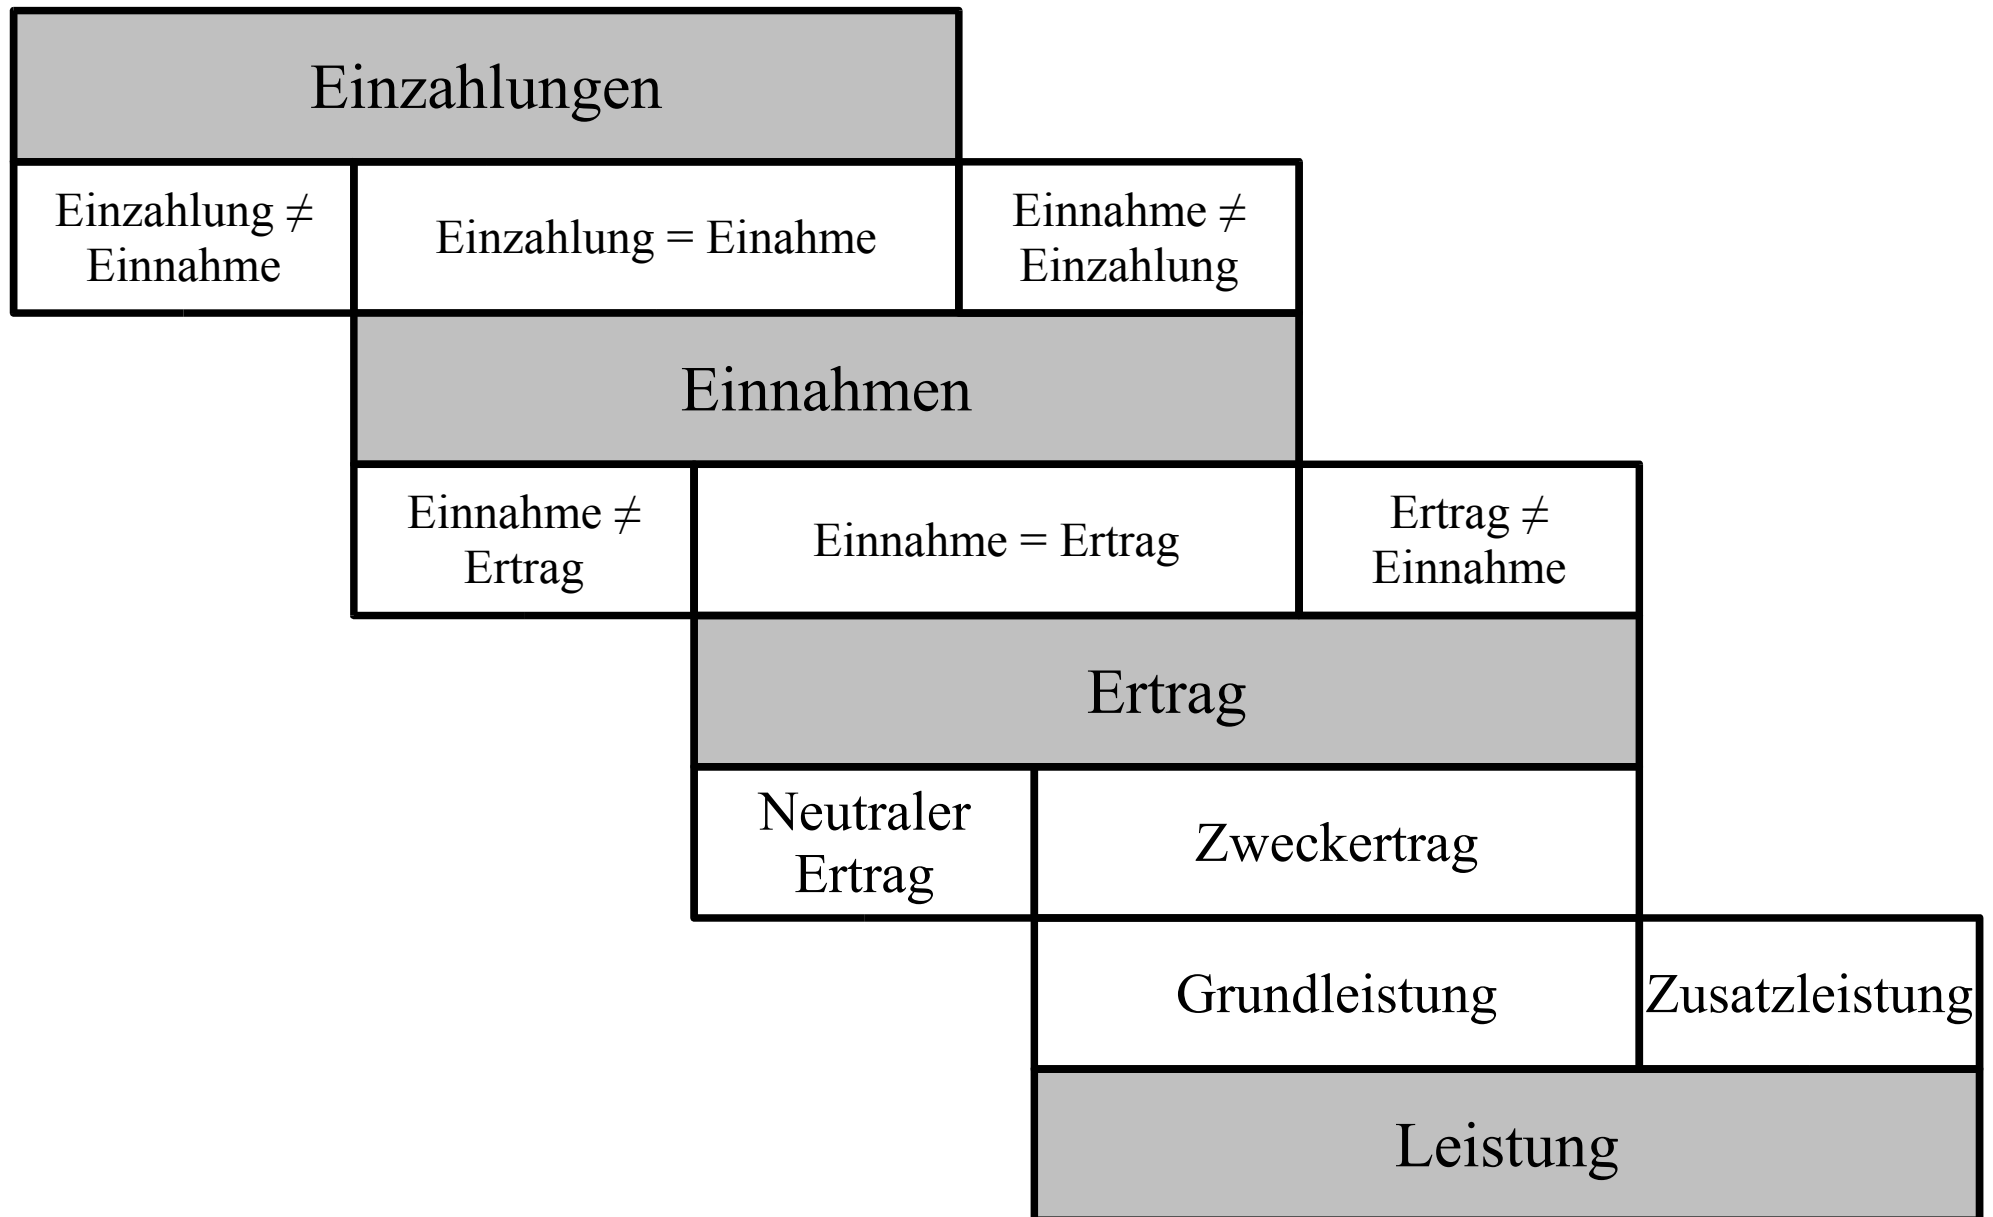 Einzahlungen
Einzahlung ≠
Einnahme
Einzahlung = Einahme
Einnahme ≠
Einzahlung
Einnahmen
Einnahme ≠
Ertrag
Einnahme = Ertrag
Ertrag ≠
Einnahme
Ertrag
Neutraler
Ertrag
Zweckertrag
Grundleistung
Zusatzleistung
Leistung